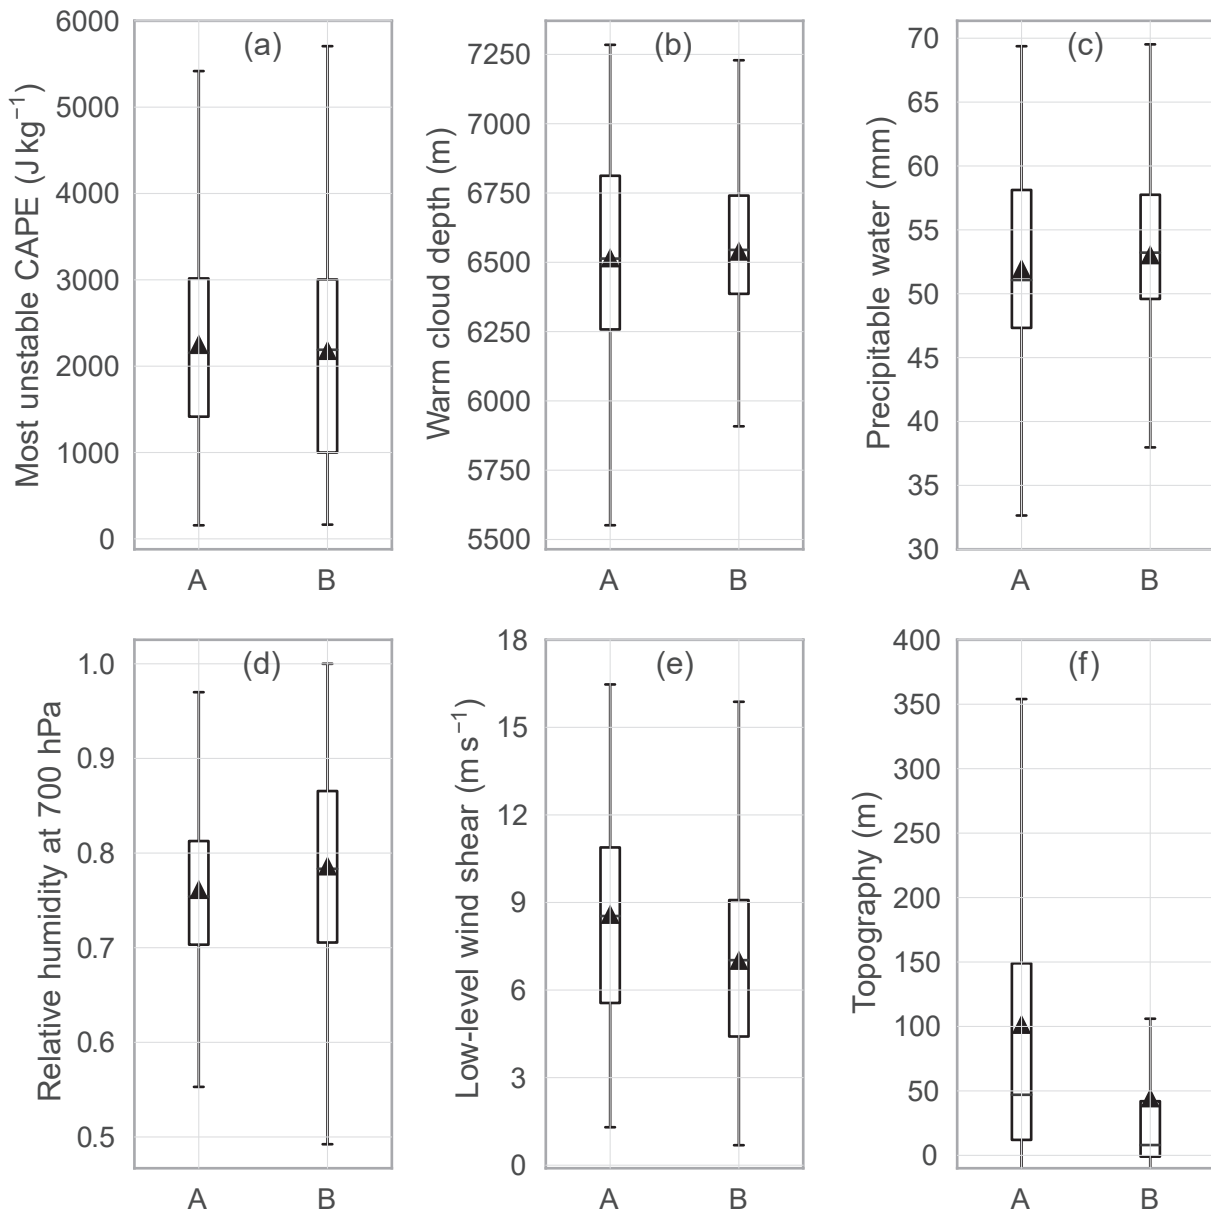 (a)
Most unstable CAPE (J kg⁻¹)
6000
5000
4000
3000
2000
1000
0
A B
(b)
Warm cloud depth (m)
7250
7000
6750
6500
6250
6000
5750
5500
A B
(c)
Precipitable water (mm)
70
65
60
55
50
45
40
35
30
A B
(d)
Relative humidity at 700 hPa
1.0
0.9
0.8
0.7
0.6
0.5
A B
(e)
Low-level wind shear (m s⁻¹)
18
15
12
9
6
3
0
A B
(f)
Topography (m)
400
350
300
250
200
150
100
50
0
A B